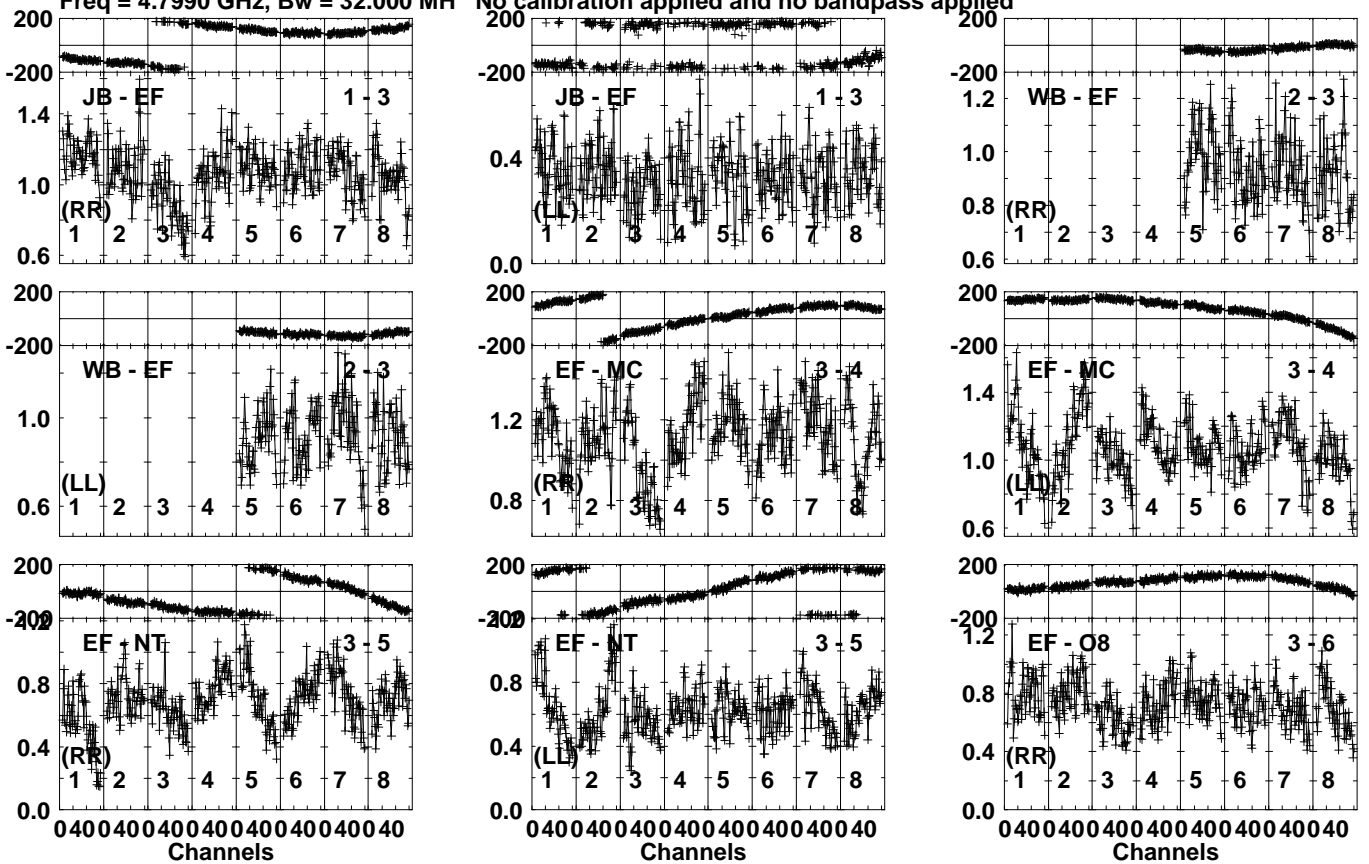 Freq = 4.7990 GHz, Bw = 32.000 MH No calibration applied and no bandpass applied
200 200 200
-200 -200 -200
JB - EF 1 - 3 JB - EF 1 - 3 WB - EF 2 - 3
1.4 0.4 1.2
1.0 1.0
0.8
(RR) (LL) (RR)
1 2 3 4 5 6 7 8 1 2 3 4 5 6 7 8 1 2 3 4 5 6 7 8
0.6 0.0 0.6
200 200 200
-200 -200 -200
WB - EF 2 - 3 EF - MC 3 - 4 EF - MC 3 - 4
1.0 1.2 1.4
1.0
(LL) (RR) (LL)
0.6 0.8 0.6
1 2 3 4 5 6 7 8 1 2 3 4 5 6 7 8 1 2 3 4 5 6 7 8
200 200 200
-200 -200 -200
1.2 1.2 1.2
EF - NT 3 - 5 EF - NT 3 - 5 EF - O8 3 - 6
0.8 0.8 0.8
0.4 0.4 0.4
(RR) (LL) (RR)
1 2 3 4 5 6 7 8 1 2 3 4 5 6 7 8 1 2 3 4 5 6 7 8
0.0 0.0 0.0
0 40 0 40 0 40 0 40 0 40 0 40 0 40 0 40 0 40 0 40 0 40 0 40 0 40 0 40 0 40 0 40 0 40 0 40 0 40 0 40 0 40 0 40 0 40 0 40
Channels Channels Channels